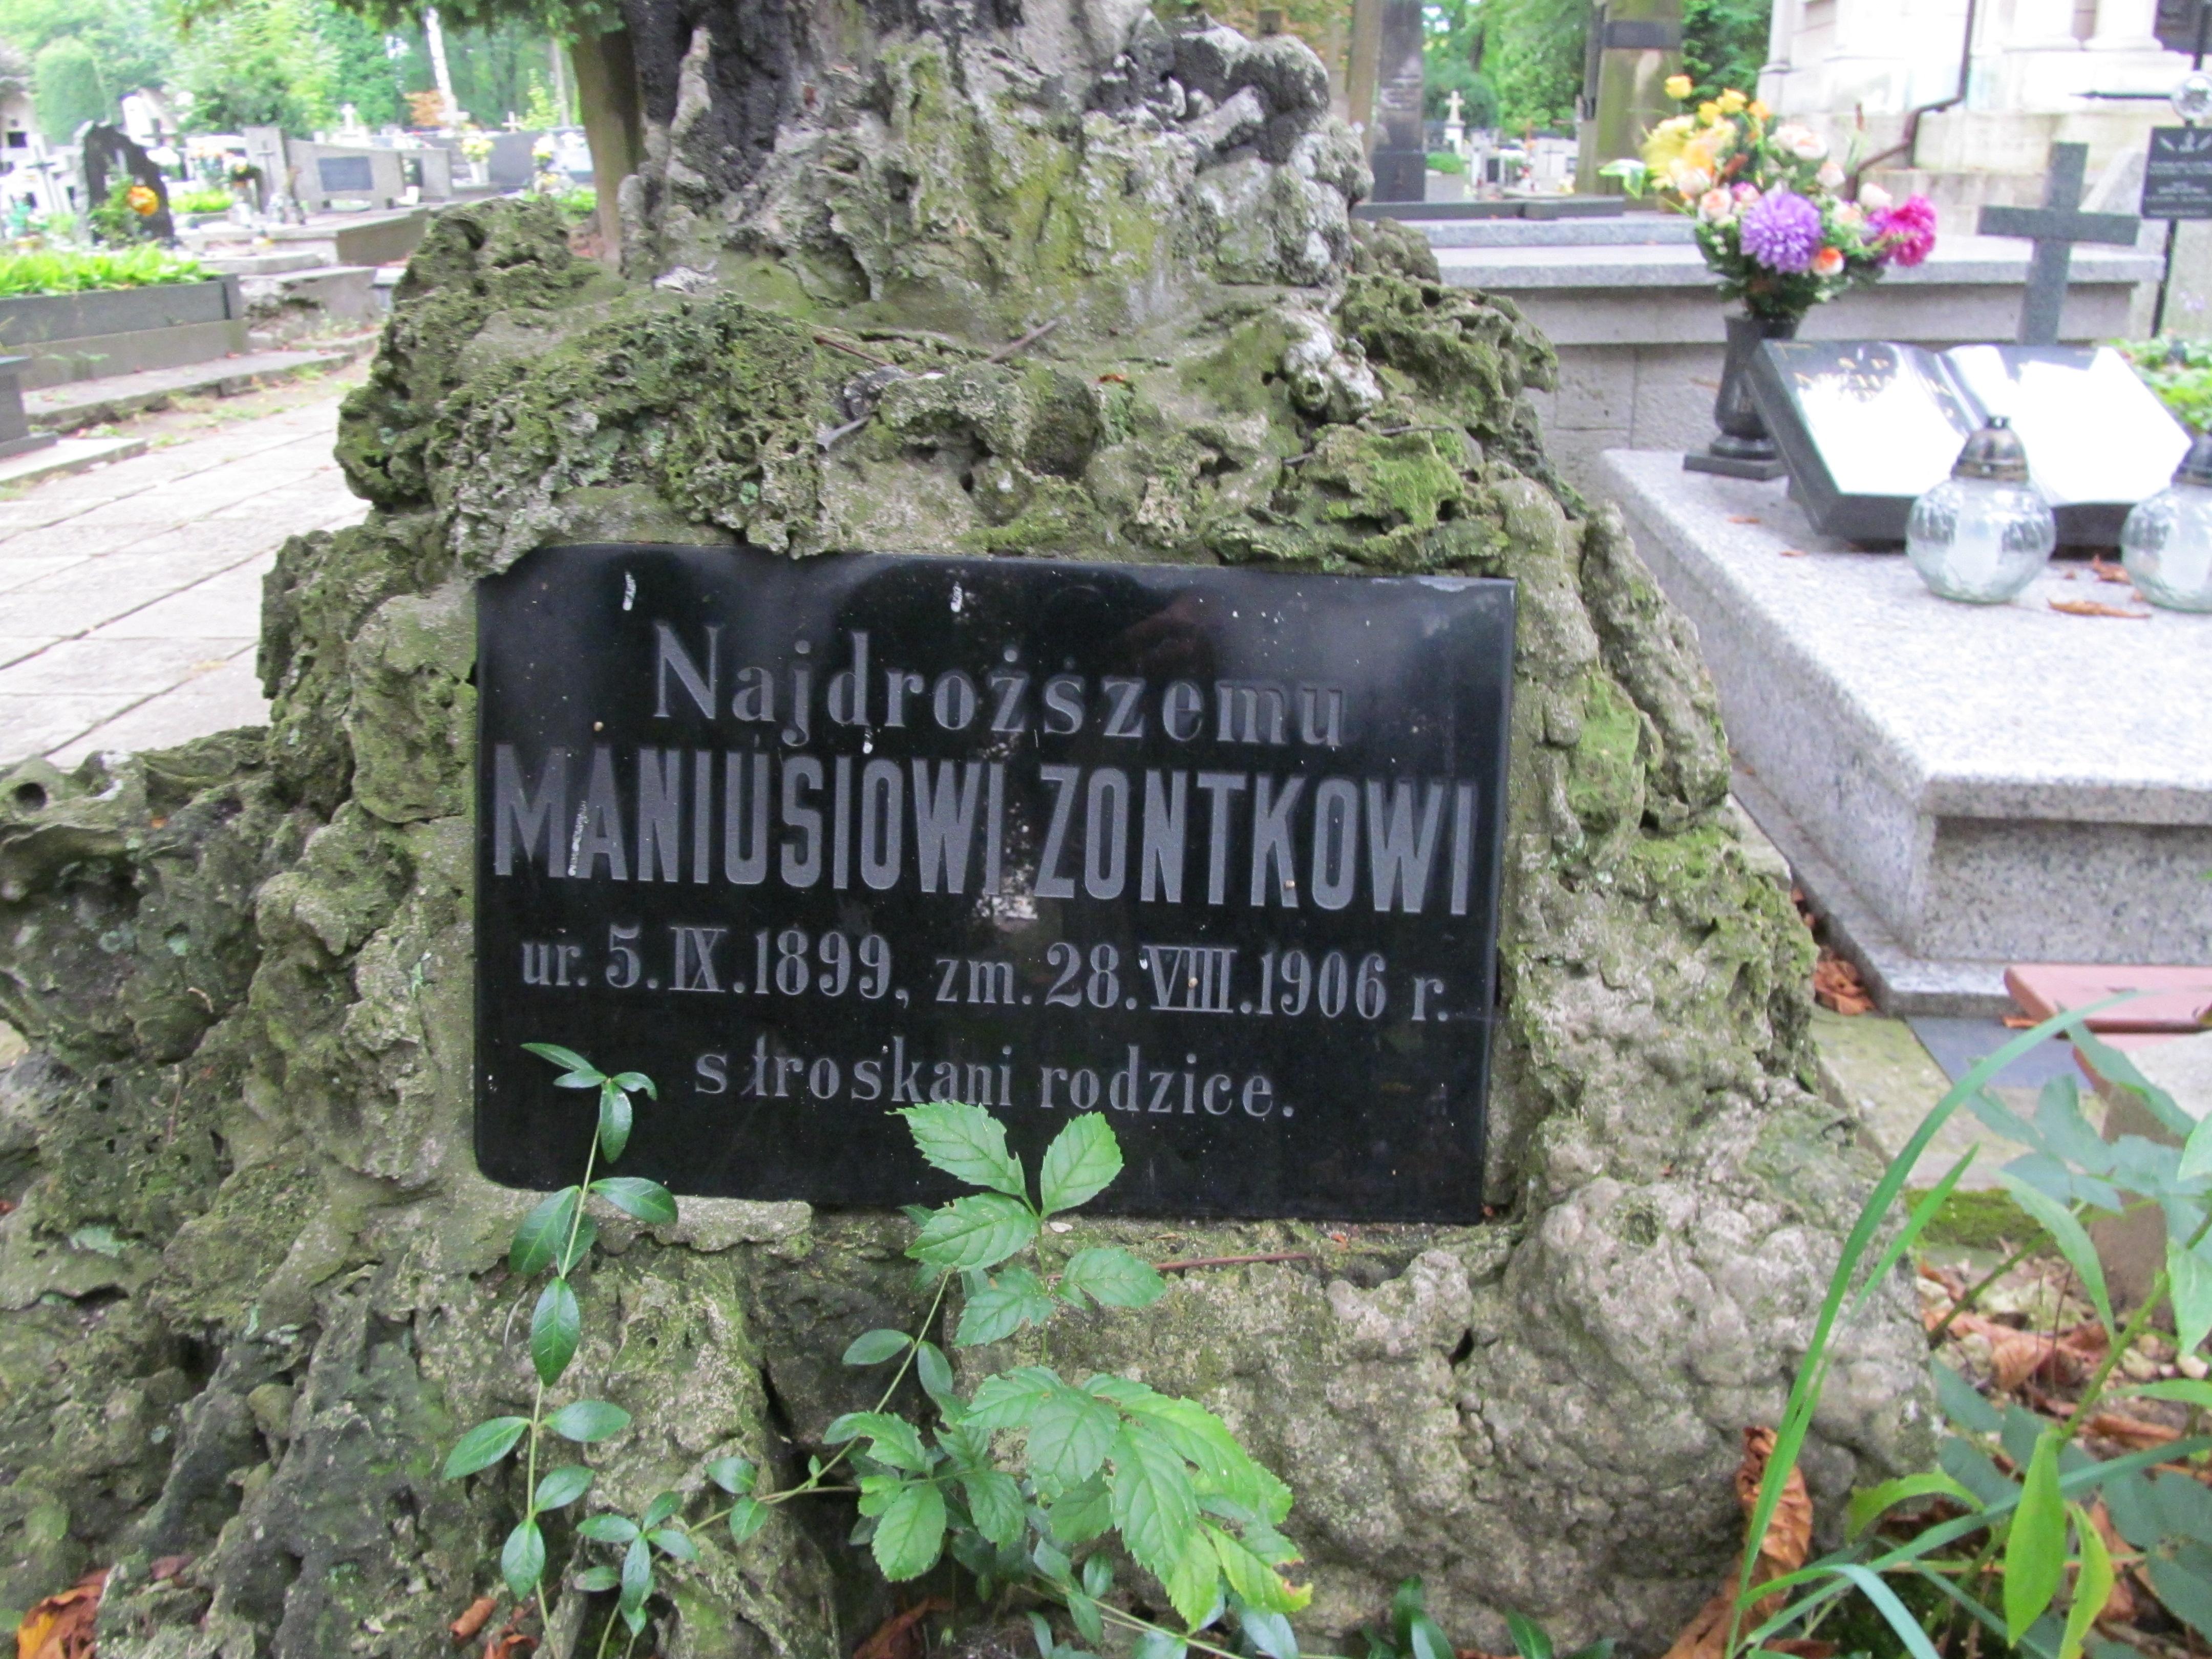 Najdroższemu
MANIUSIOWI ZONTKOWI
ur. 5.IX.1899, zm. 28.VIII.1906 r.
stroskani rodzice.